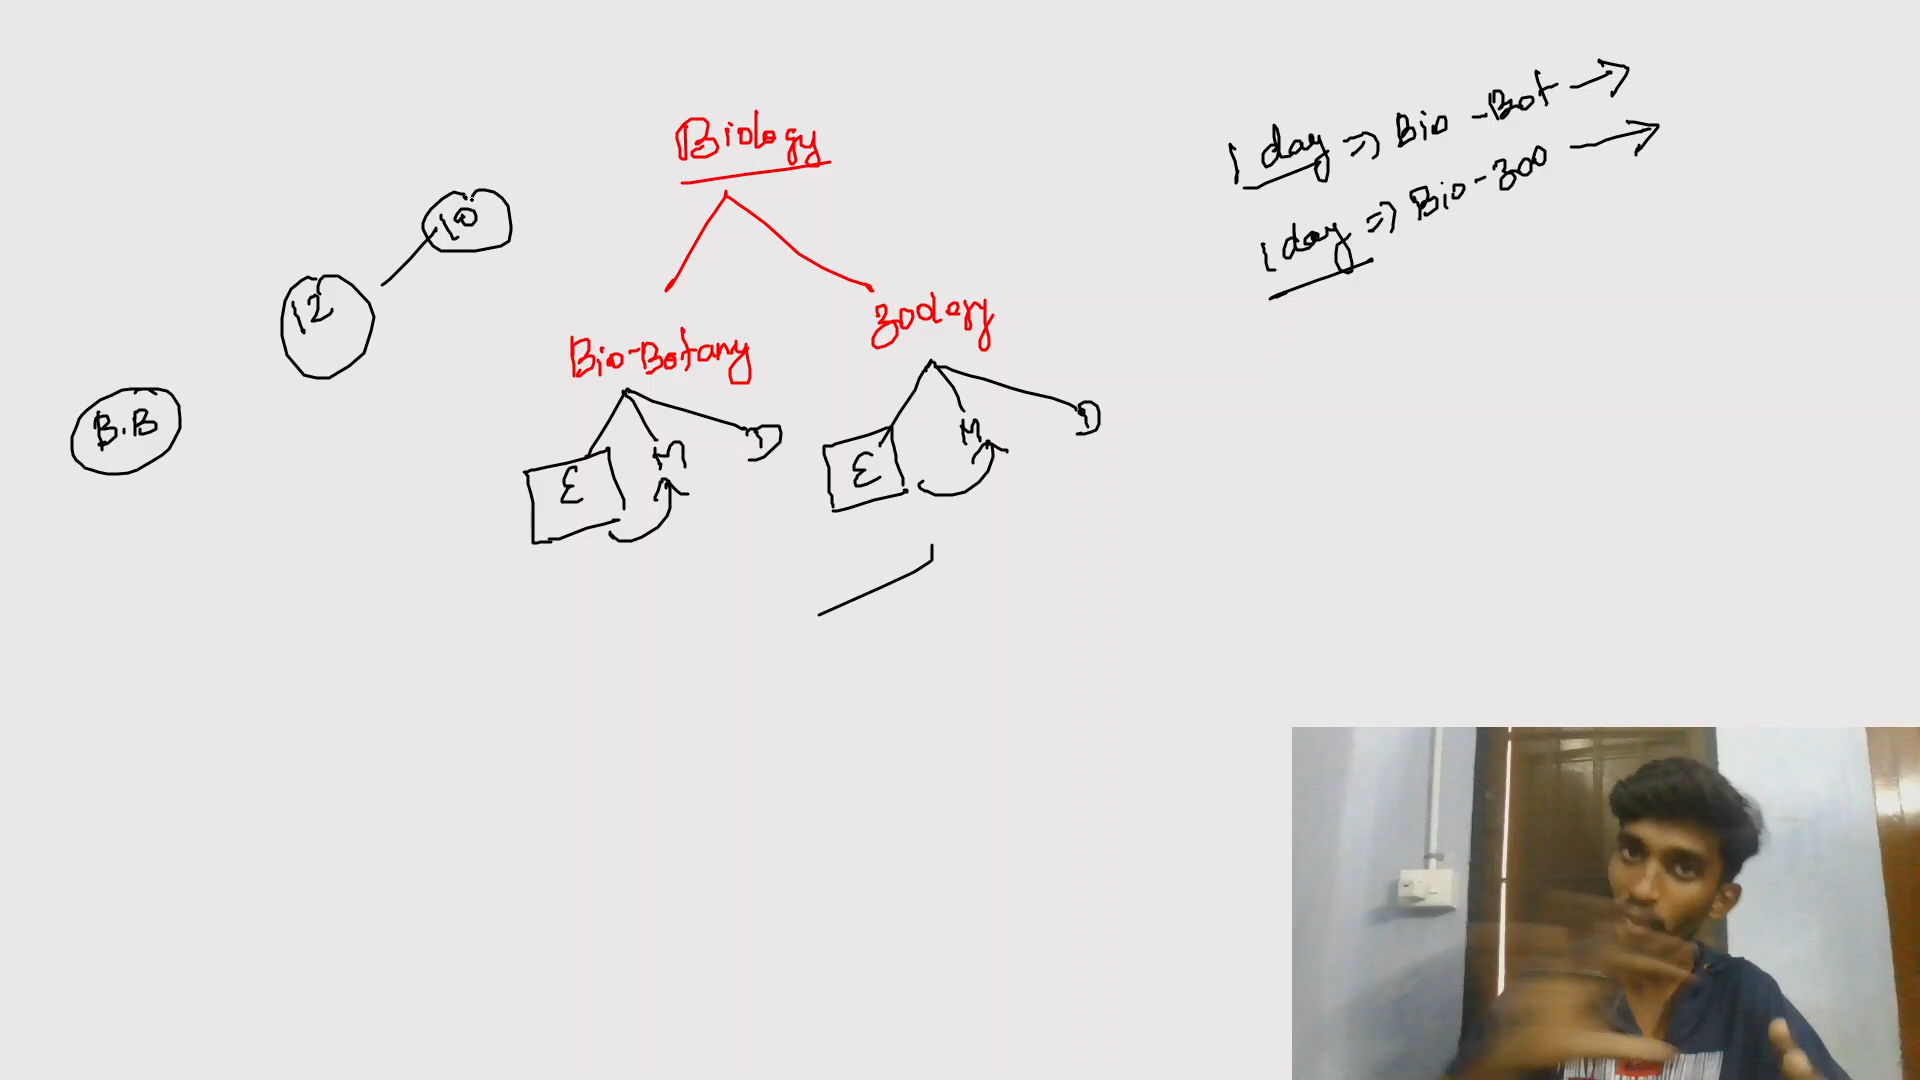 Biology
1 day => Bio-Bot →
1 day => Bio-Zoo →
10
12
Zoology
Bio-Botany
B.B
E M D
E M D